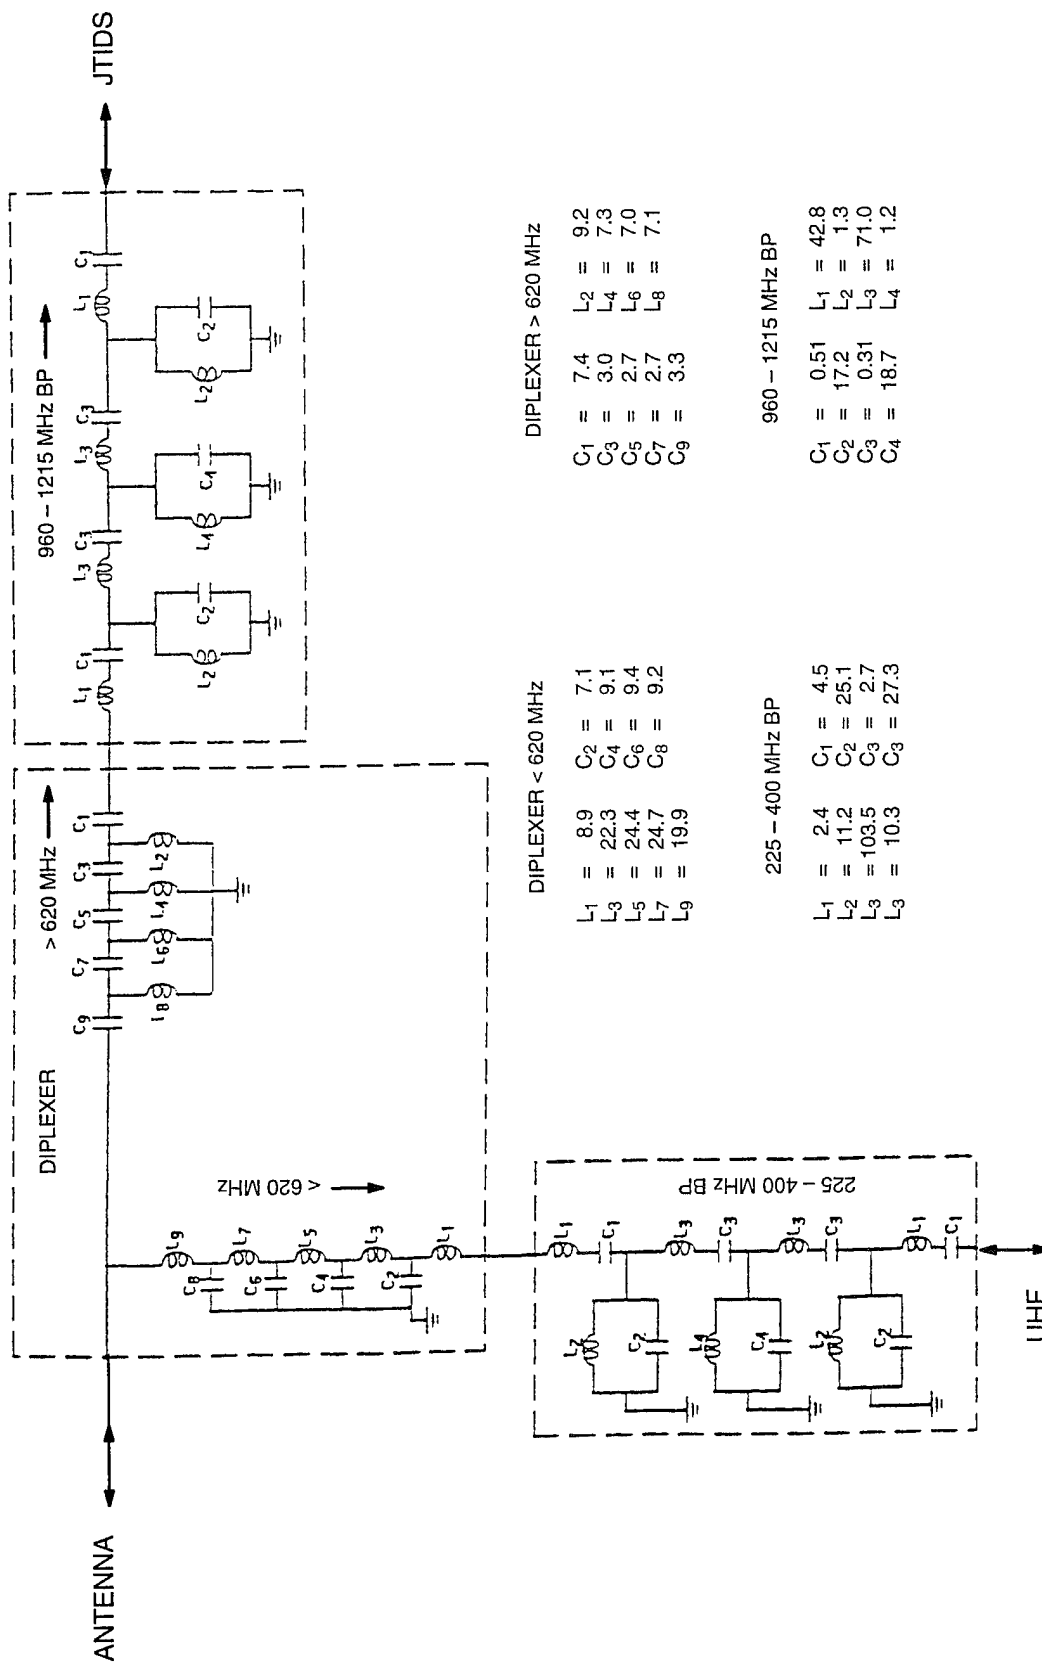 ANTENNA
JTIDS
DIPLEXER
> 620 MHz
960 – 1215 MHz BP
C₉ C₇ C₅ C₃ C₁
L₈ L₆ L₄ L₂
L₁ C₁ L₃ C₃ L₃ C₃ L₁ C₁
L₂ C₂ L₄ C₄ L₂ C₂
< 620 MHz
L₉
C₈
L₇
C₆
L₅
C₄
L₃
C₂
L₁
225 – 400 MHz BP
L₁
C₁
L₂
C₂
L₃
C₃
L₄
C₄
L₃
C₃
L₂
C₂
L₁
C₁
UHF
DIPLEXER < 620 MHz
L₁ = 8.9 C₂ = 7.1
L₃ = 22.3 C₄ = 9.1
L₅ = 24.4 C₆ = 9.4
L₇ = 24.7 C₈ = 9.2
L₉ = 19.9
DIPLEXER > 620 MHz
C₁ = 7.4 L₂ = 9.2
C₃ = 3.0 L₄ = 7.3
C₅ = 2.7 L₆ = 7.0
C₇ = 2.7 L₈ = 7.1
C₉ = 3.3
225 – 400 MHz BP
L₁ = 2.4 C₁ = 4.5
L₂ = 11.2 C₂ = 25.1
L₃ = 103.5 C₃ = 2.7
L₃ = 10.3 C₃ = 27.3
960 – 1215 MHz BP
C₁ = 0.51 L₁ = 42.8
C₂ = 17.2 L₂ = 1.3
C₃ = 0.31 L₃ = 71.0
C₄ = 18.7 L₄ = 1.2